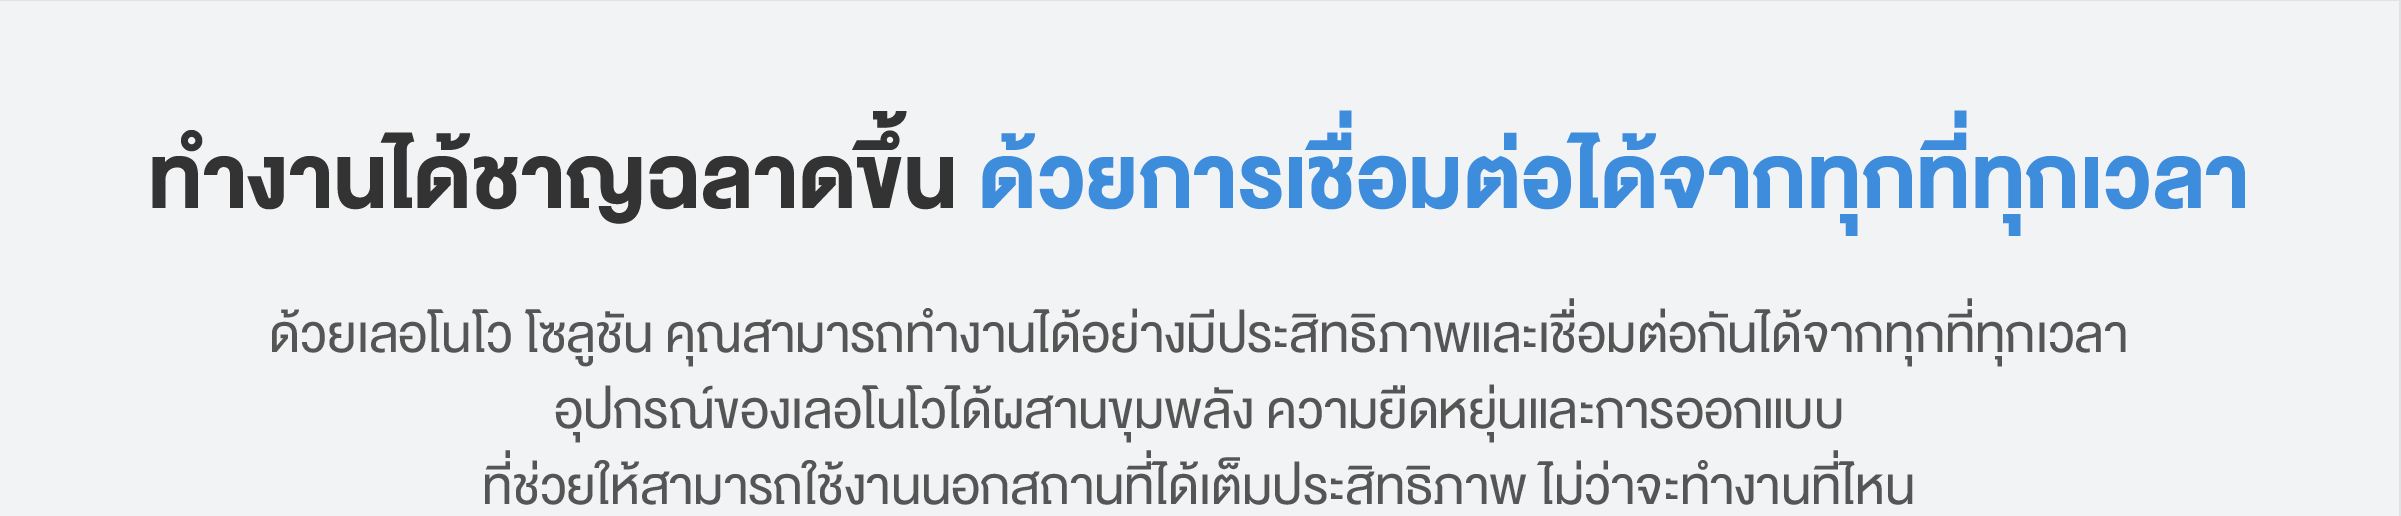 ทำงานได้ชาญฉลาดขึ้น ด้วยการเชื่อมต่อได้จากทุกที่ทุกเวลา
ด้วยเลอโนโว โซลูชัน คุณสามารถทำงานได้อย่างมีประสิทธิภาพและเชื่อมต่อกันได้จากทุกที่ทุกเวลา
อุปกรณ์ของเลอโนโวได้ผสานขุมพลัง ความยืดหยุ่นและการออกแบบ
ที่ช่วยให้สามารถใช้งานนอกสถานที่ได้เต็มประสิทธิภาพ ไม่ว่าจะทำงานที่ไหน